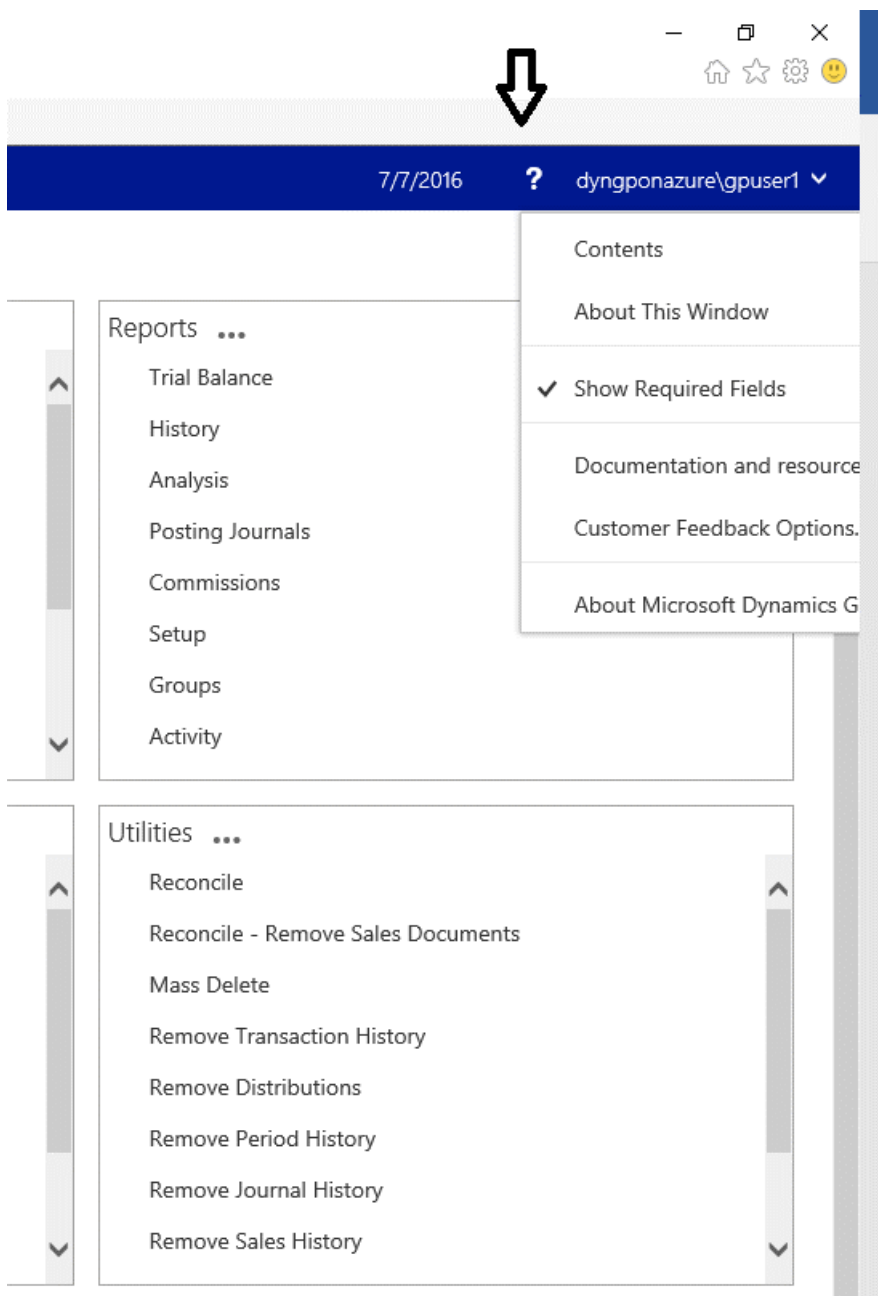 7/7/2016 ? dyngponazure\gpuser1
Contents
About This Window
Show Required Fields
Documentation and resource
Customer Feedback Options.
About Microsoft Dynamics G
Reports ...
Trial Balance
History
Analysis
Posting Journals
Commissions
Setup
Groups
Activity
Utilities ...
Reconcile
Reconcile - Remove Sales Documents
Mass Delete
Remove Transaction History
Remove Distributions
Remove Period History
Remove Journal History
Remove Sales History